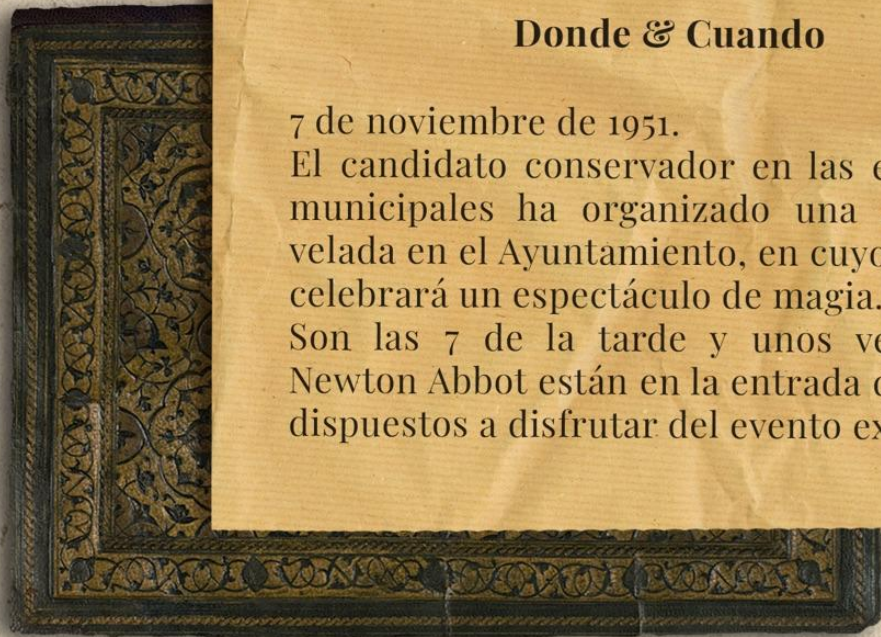 Donde & Cuando
7 de noviembre de 1951.
El candidato conservador en las
municipales ha organizado una
velada en el Ayuntamiento, en
celebrará un espectáculo de magia.
Son las 7 de la tarde y unos
Newton Abbot están en la entrada
dispuestos a disfrutar del evento